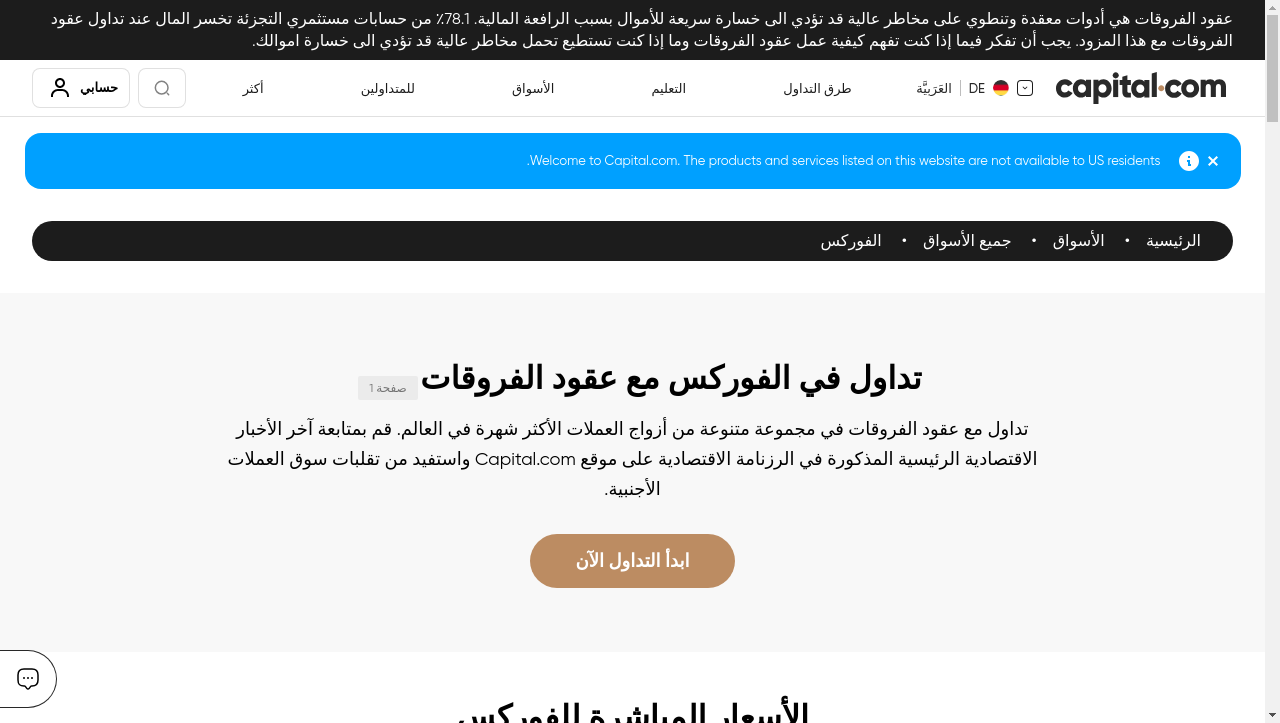 عقود الفروقات هي أدوات معقدة وتنطوي على مخاطر عالية قد تؤدي الى خسارة سريعة للأموال بسبب الرافعة المالية. 78.1٪ من حسابات مستثمري التجزئة تخسر المال عند تداول عقود
الفروقات مع هذا المزود. يجب أن تفكر فيما إذا كنت تفهم كيفية عمل عقود الفروقات وما إذا كنت تستطيع تحمل مخاطر عالية قد تؤدي الى خسارة اموالك.
capital.com
DE
العَرَبيَّة
طرق التداول
التعليم
الأسواق
للمتداولين
أكثر
حسابي
Welcome to Capital.com. The products and services listed on this website are not available to US residents.
الرئيسية • الأسواق • جميع الأسواق • الفوركس
تداول في الفوركس مع عقود الفروقات
صفحة 1
تداول مع عقود الفروقات في مجموعة متنوعة من أزواج العملات الأكثر شهرة في العالم. قم بمتابعة آخر الأخبار
الاقتصادية الرئيسية المذكورة في الرزنامة الاقتصادية على موقع Capital.com واستفيد من تقلبات سوق العملات
الأجنبية.
ابدأ التداول الآن
الأسعار المباشرة للفوركس